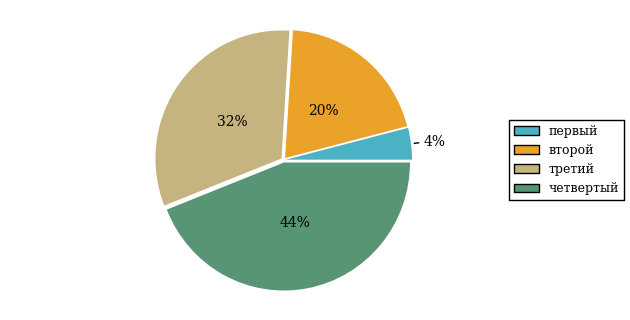 20%
32%
4%
44%
первый
второй
третий
четвертый